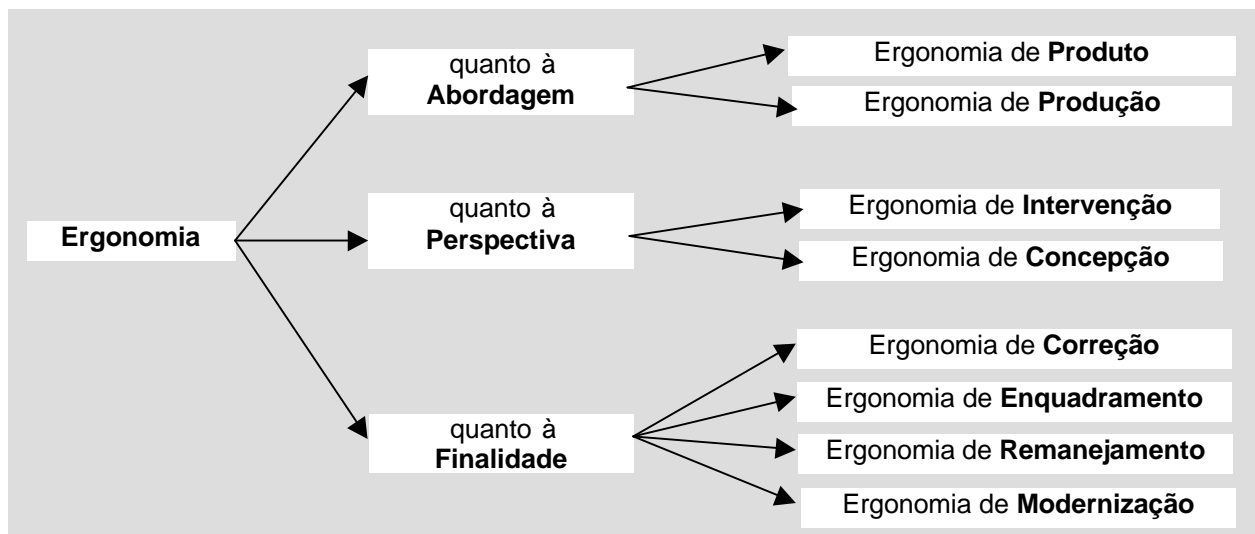 Ergonomia
quanto à
Abordagem
Ergonomia de Produto
Ergonomia de Produção
quanto à
Perspectiva
Ergonomia de Intervenção
Ergonomia de Concepção
quanto à
Finalidade
Ergonomia de Correção
Ergonomia de Enquadramento
Ergonomia de Remanejamento
Ergonomia de Modernização